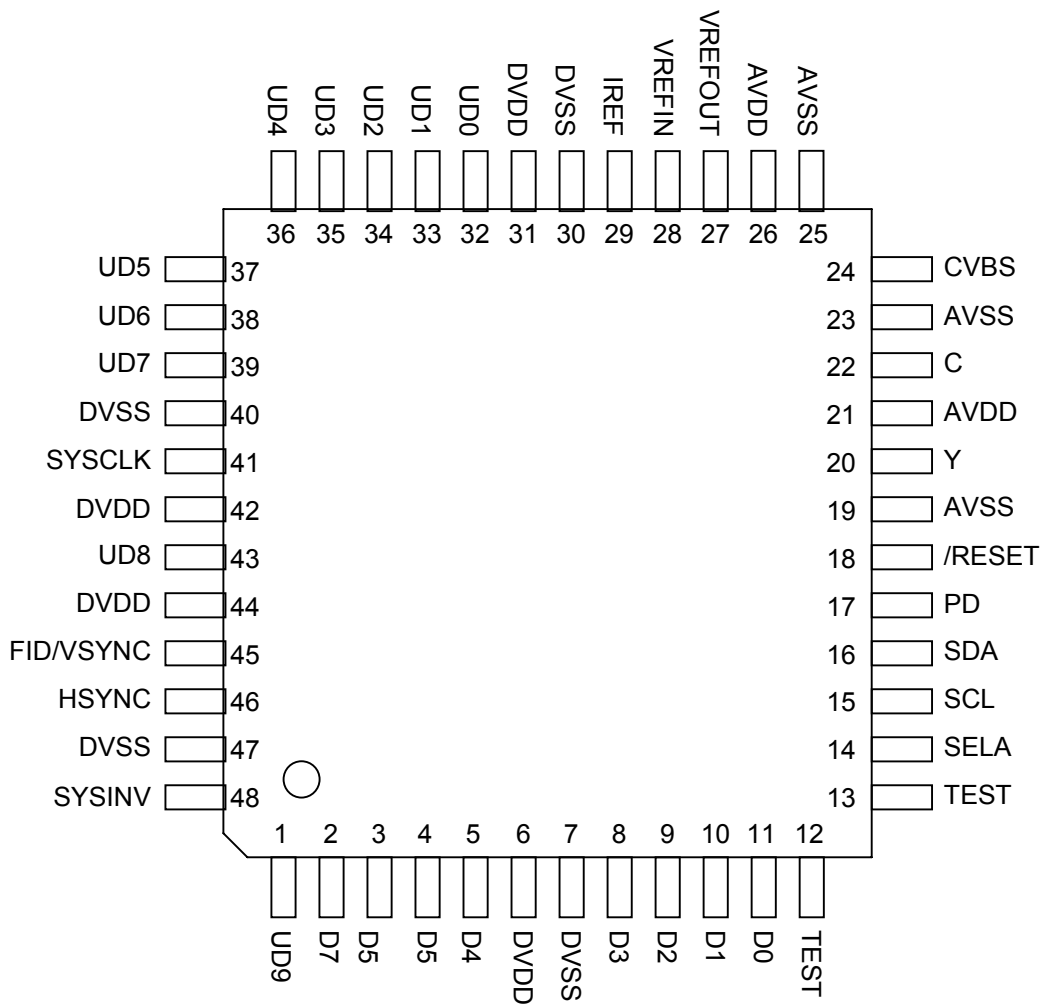 UD4 UD3 UD2 UD1 UD0 DVDD DVSS IREF VREFIN VREFOUT AVDD AVSS
36 35 34 33 32 31 30 29 28 27 26 25
UD5 37 24 CVBS
UD6 38 23 AVSS
UD7 39 22 C
DVSS 40 21 AVDD
SYSCLK 41 20 Y
DVDD 42 19 AVSS
UD8 43 18 /RESET
DVDD 44 17 PD
FID/VSYNC 45 16 SDA
HSYNC 46 15 SCL
DVSS 47 14 SELA
SYSINV 48 13 TEST
1 2 3 4 5 6 7 8 9 10 11 12
UD9 D7 D5 D5 D4 DVDD DVSS D3 D2 D1 D0 TEST